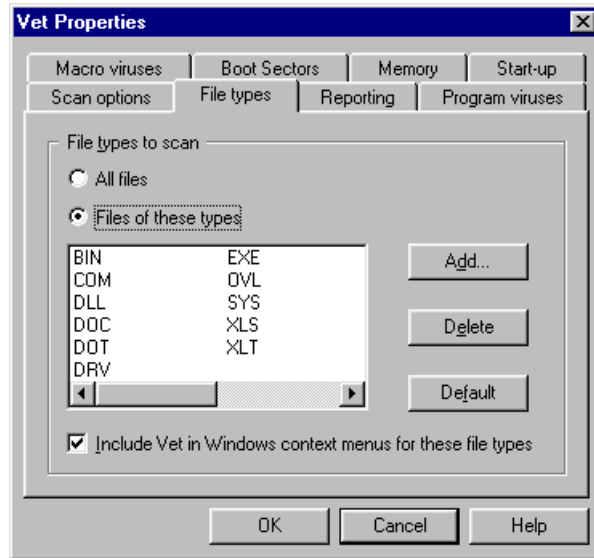 Vet Properties
Macro viruses Boot Sectors Memory Start-up
Scan options File types Reporting Program viruses
File types to scan
All files
Files of these types
BIN EXE
COM OVL
DLL SYS
DOC XLS
DOT XLT
DRV
Add...
Delete
Default
Include Vet in Windows context menus for these file types
OK Cancel Help